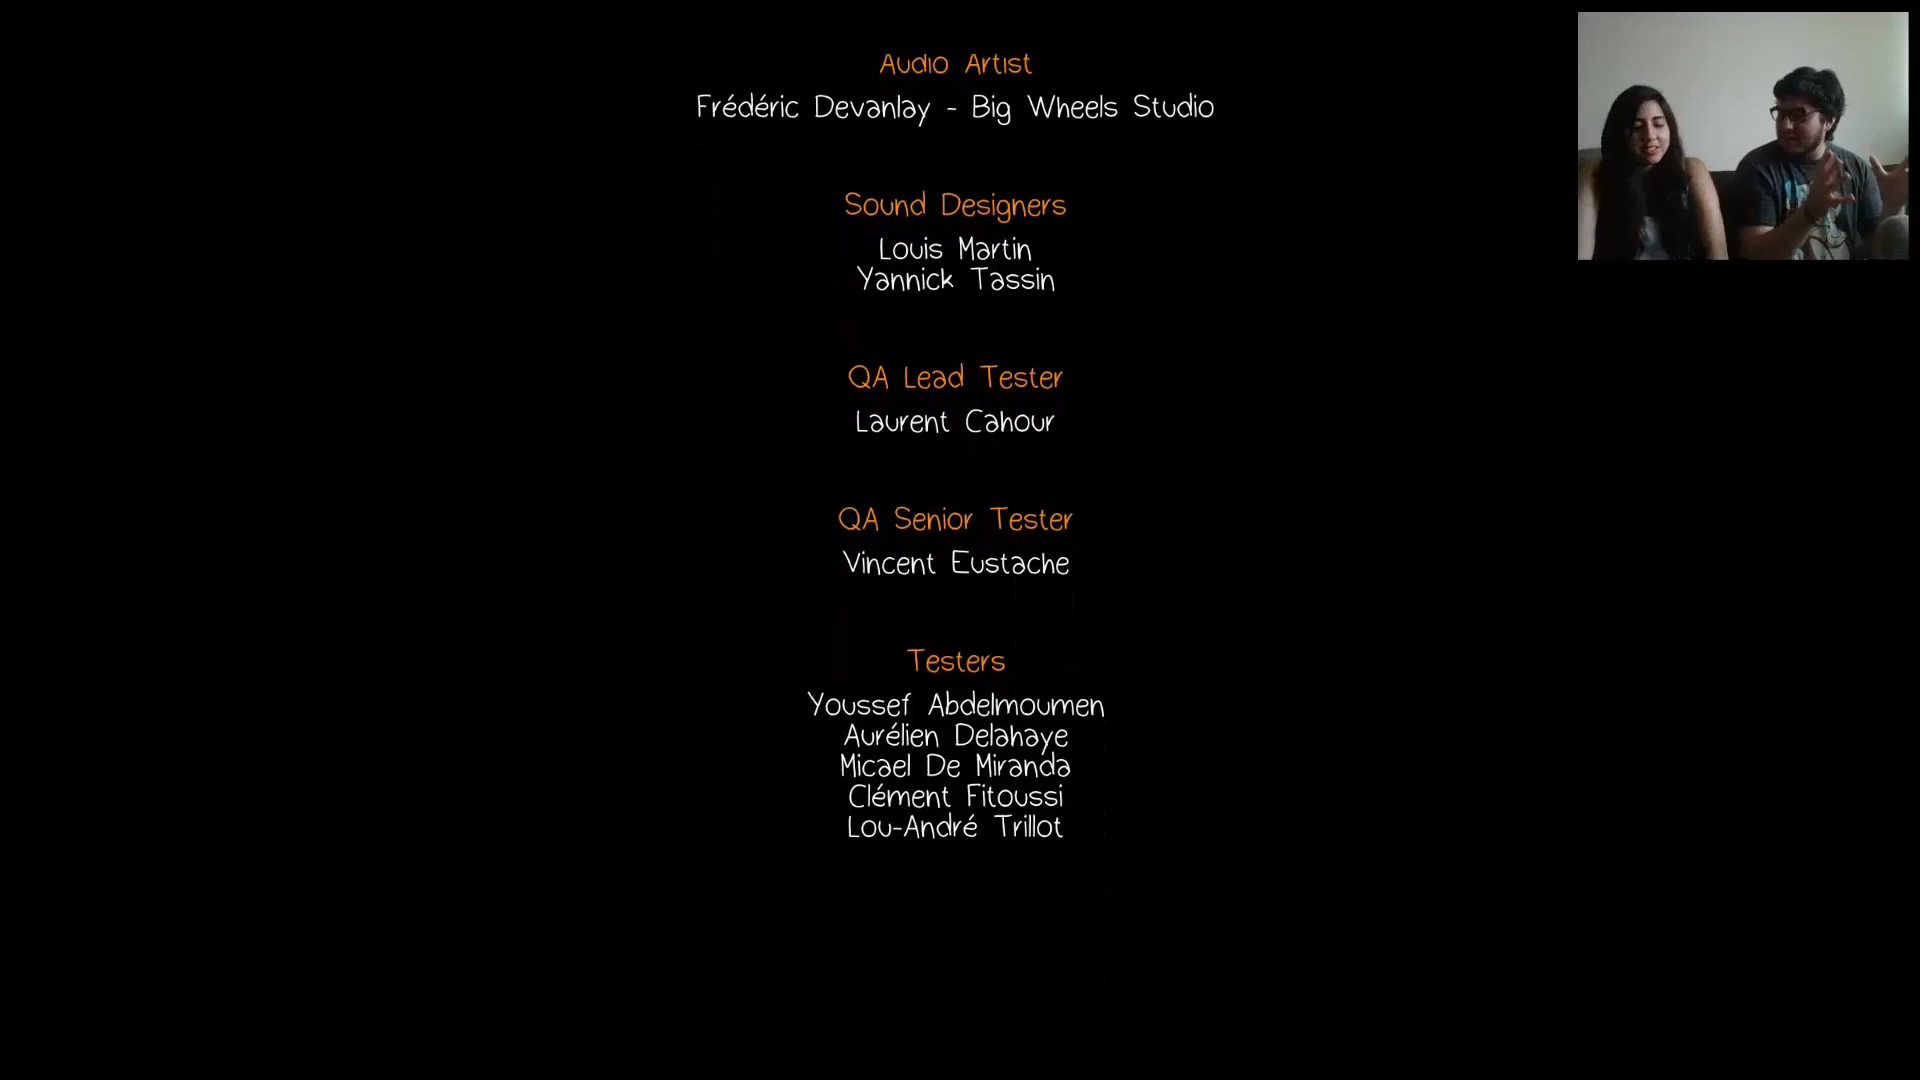 Audio Artist
Frédéric Devanlay - Big Wheels Studio
Sound Designers
Louis Martin
Yannick Tassin
QA Lead Tester
Laurent Cahour
QA Senior Tester
Vincent Eustache
Testers
Youssef Abdelmoumen
Aurélien Delahaye
Micael De Miranda
Clément Fitoussi
Lou-André Trillot